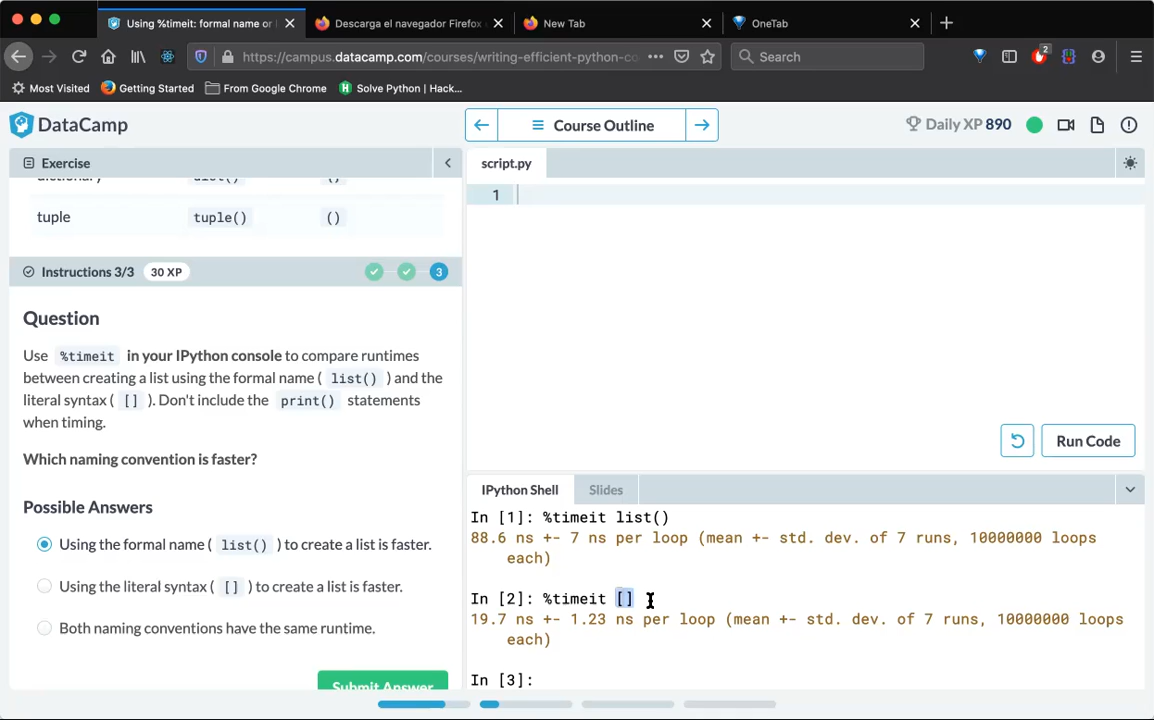 Using %timeit: formal name or
Descarga el navegador Firefox
New Tab
OneTab
https://campus.datacamp.com/courses/writing-efficient-python-co
Search
2
Most Visited
Getting Started
From Google Chrome
Solve Python | Hack...
DataCamp
Course Outline
Daily XP 890
Exercise
script.py
dictionary dict() {}
1
tuple tuple() ()
Instructions 3/3 30 XP 3
Question
Use %timeit in your IPython console to compare runtimes
between creating a list using the formal name ( list() ) and the
literal syntax ( [] ). Don't include the print() statements
when timing.
Which naming convention is faster?
Possible Answers
Using the formal name ( list() ) to create a list is faster.
Using the literal syntax ( [] ) to create a list is faster.
Both naming conventions have the same runtime.
Submit Answer
Run Code
IPython Shell
Slides
In [1]: %timeit list()
88.6 ns +- 7 ns per loop (mean +- std. dev. of 7 runs, 10000000 loops
each)
In [2]: %timeit []
19.7 ns +- 1.23 ns per loop (mean +- std. dev. of 7 runs, 10000000 loops
each)
In [3]: